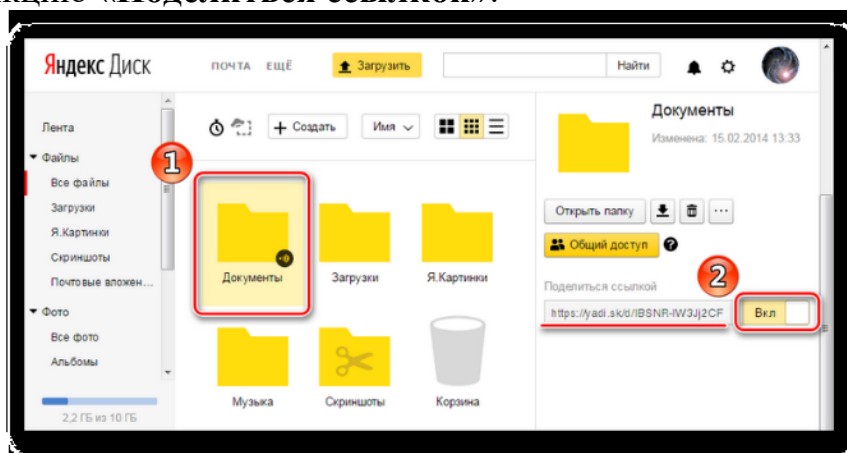 «Поделиться ссылкой».
Яндекс Диск
ПОЧТА ЕЩЁ
Загрузить
Найти
Лента
Файлы
Все файлы
Загрузки
Я.Картинки
Скриншоты
Почтовые вложен...
Фото
Все фото
Альбомы
2,2 ГБ из 10 ГБ
1
+ Создать
Имя
Документы
Загрузки
Я.Картинки
Музыка
Скриншоты
Корзина
Документы
Изменена: 15.02.2014 13:33
Открыть папку
Общий доступ
?
2
Поделиться ссылкой
https://yadi.sk/d/IBSNR-IW3Jj2CF
Вкл